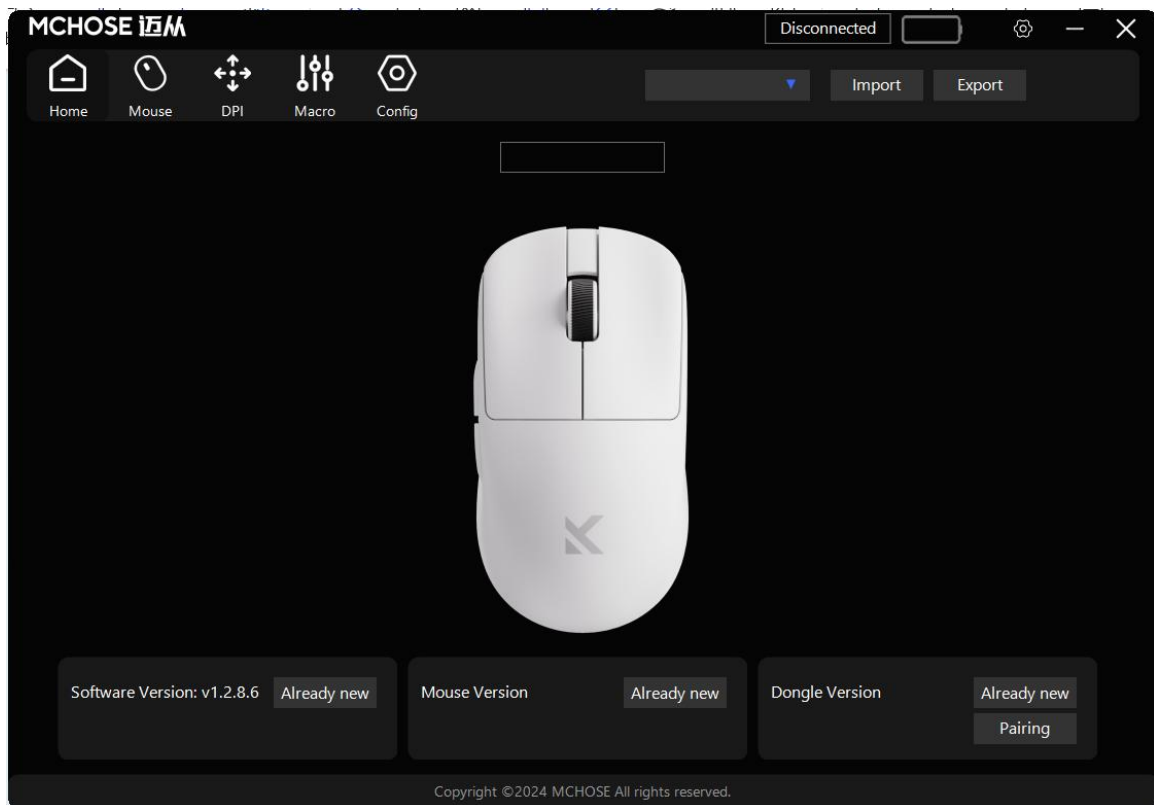 MCHOSE 迈从
Disconnected
Home
Mouse
DPI
Macro
Config
Import
Export
Software Version: v1.2.8.6
Already new
Mouse Version
Already new
Dongle Version
Already new
Pairing
Copyright ©2024 MCHOSE All rights reserved.